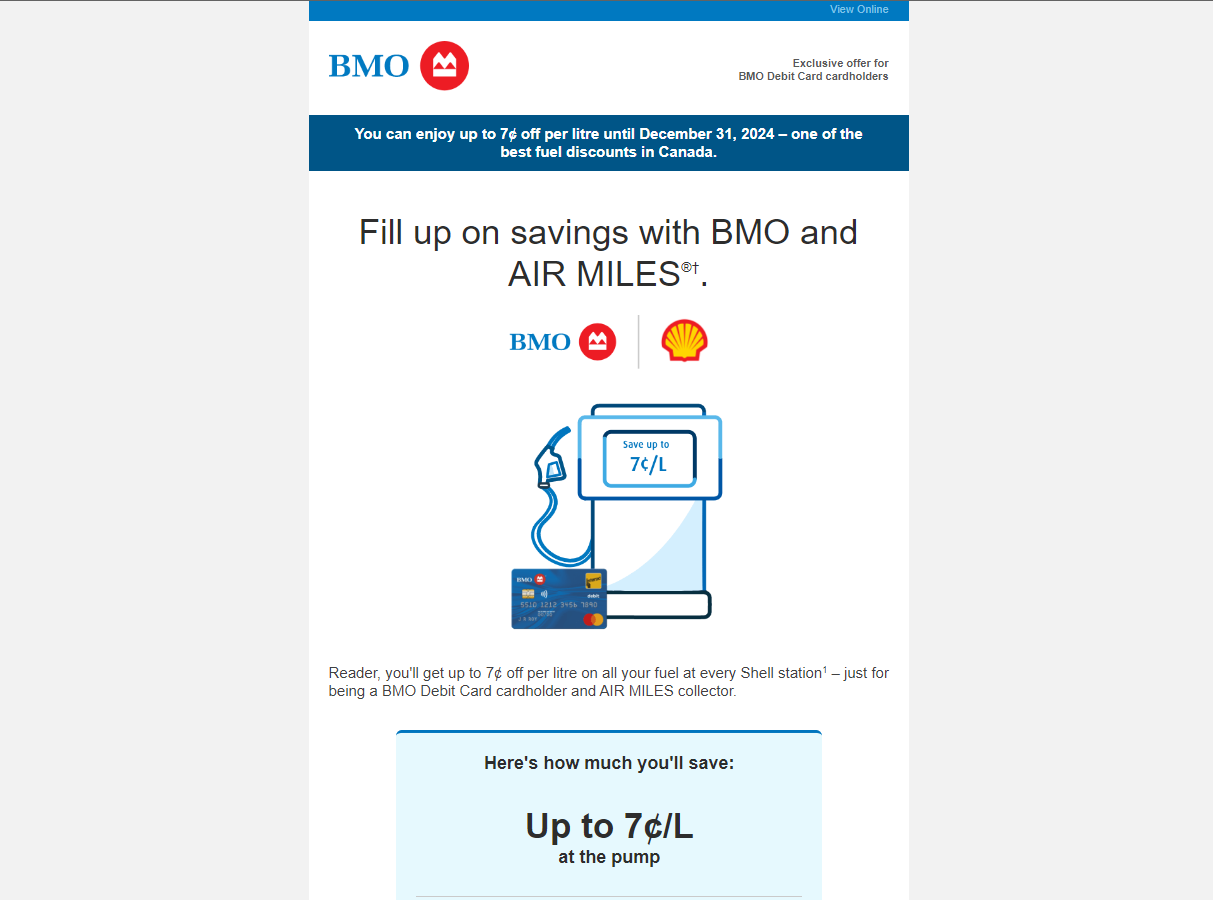 View Online
BMO
Exclusive offer for
BMO Debit Card cardholders
You can enjoy up to 7¢ off per litre until December 31, 2024 – one of the
best fuel discounts in Canada.
Fill up on savings with BMO and
AIR MILES®†.
BMO
Save up to
7¢/L
BMO
debit
5510 1212 3456 7890
Reader, you'll get up to 7¢ off per litre on all your fuel at every Shell station¹ – just for
being a BMO Debit Card cardholder and AIR MILES collector.
Here's how much you'll save:
Up to 7¢/L
at the pump